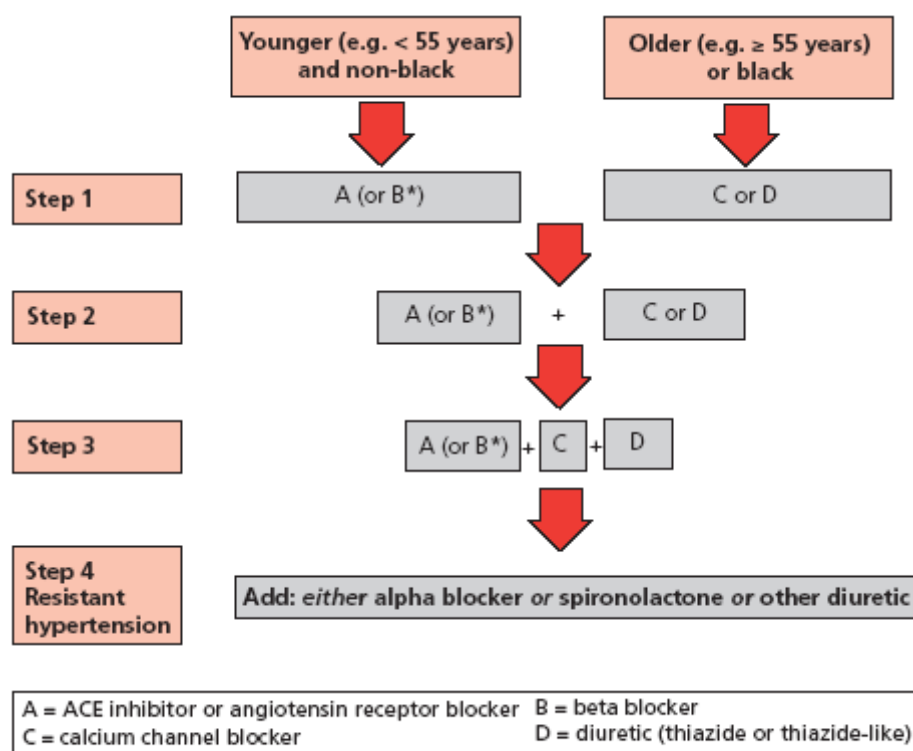 Younger (e.g. < 55 years)
and non-black
Older (e.g. ≥ 55 years)
or black
Step 1
A (or B*)
C or D
Step 2
A (or B*)
+
C or D
Step 3
A (or B*)
+
C
+
D
Step 4
Resistant
hypertension
Add: either alpha blocker or spironolactone or other diuretic
A = ACE inhibitor or angiotensin receptor blocker
B = beta blocker
C = calcium channel blocker
D = diuretic (thiazide or thiazide-like)